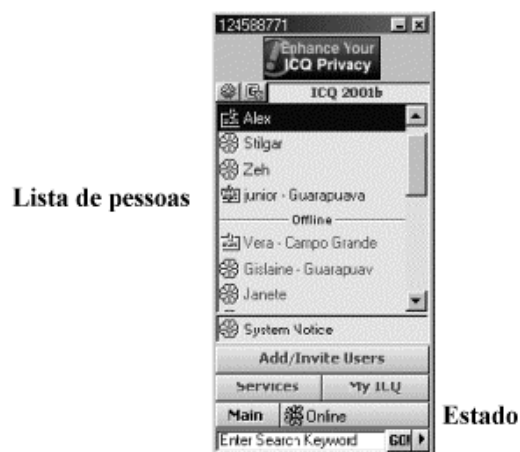 124588771
Enhance Your
ICQ Privacy
ICQ 2001b
Alex
Stilgar
Zeh
junior - Guarapuava
Lista de pessoas
Offline
Vera - Campo Grande
Gislaine - Guarapuav
Janete
System Notice
Add/Invite Users
Services My ICQ
Main Online
Estado
Enter Search Keyword GO!